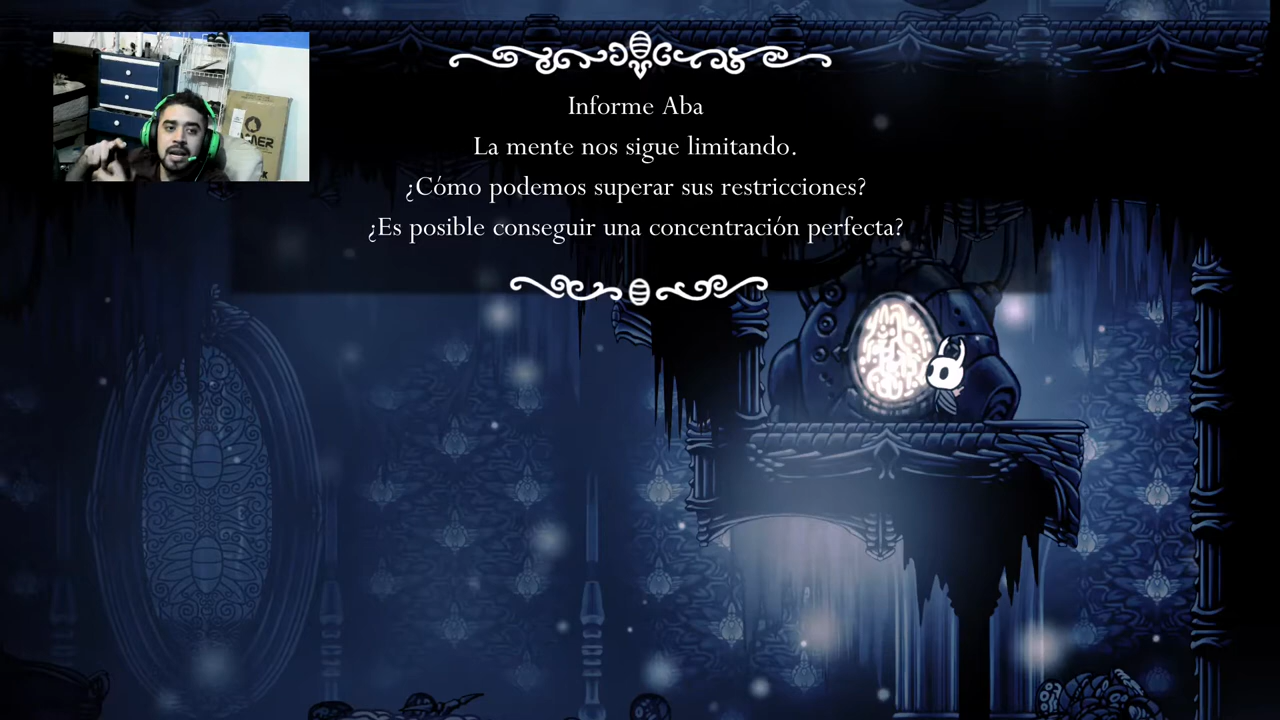 Informe Aba
La mente nos sigue limitando.
¿Cómo podemos superar sus restricciones?
¿Es posible conseguir una concentración perfecta?